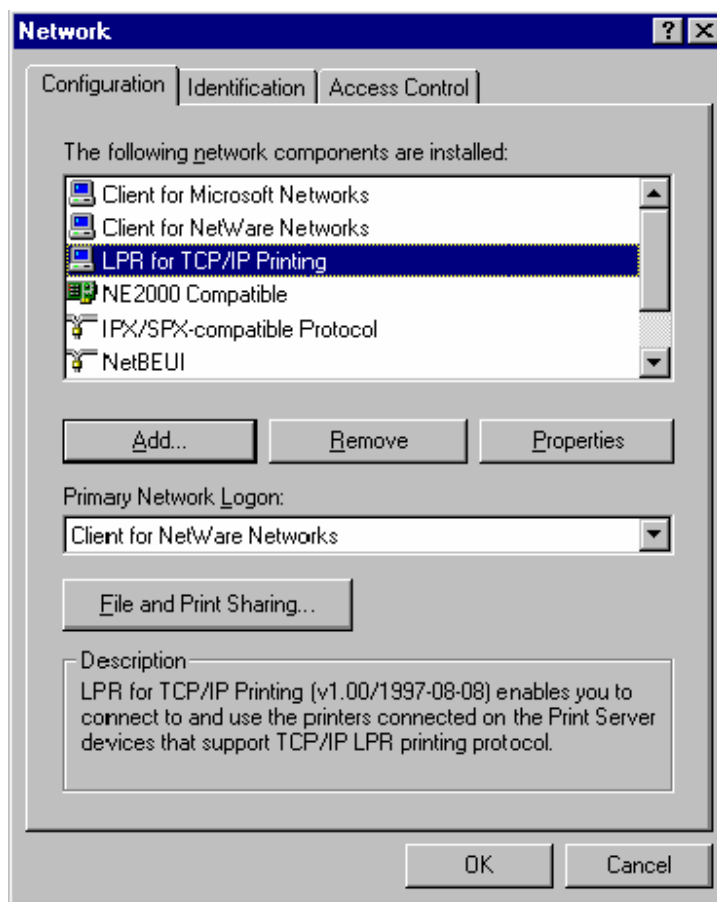 Network
Configuration Identification Access Control
The following network components are installed:
Client for Microsoft Networks
Client for NetWare Networks
LPR for TCP/IP Printing
NE2000 Compatible
IPX/SPX-compatible Protocol
NetBEUI
Add... Remove Properties
Primary Network Logon:
Client for NetWare Networks
File and Print Sharing...
Description
LPR for TCP/IP Printing (v1.00/1997-08-08) enables you to
connect to and use the printers connected on the Print Server
devices that support TCP/IP LPR printing protocol.
OK Cancel